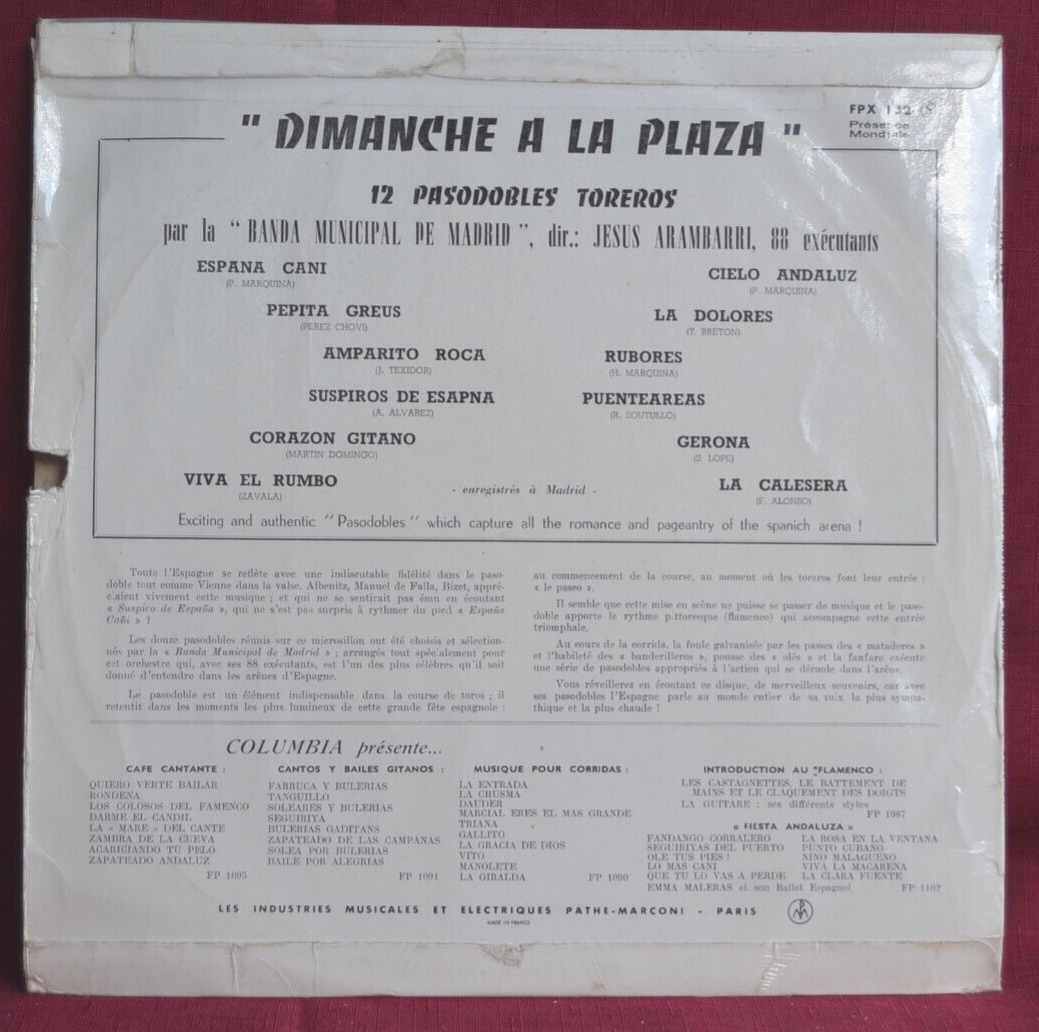 FPX 132 (S)
Présence
Mondiale
" DIMANCHE A LA PLAZA "
12 PASODOBLES TOREROS
par la “ BANDA MUNICIPAL DE MADRID ”, dir.: JESUS ARAMBARRI, 88 exécutants
ESPANA CANI
(P. MARQUINA)
PEPITA GREUS
(PEREZ CHOVI)
AMPARITO ROCA
(J. TEXIDOR)
SUSPIROS DE ESAPNA
(A. ALVAREZ)
CORAZON GITANO
(MARTIN DOMINGO)
VIVA EL RUMBO
(ZAVALA)
CIELO ANDALUZ
(P. MARQUINA)
LA DOLORES
(T. BRETON)
RUBORES
(H. MARQUINA)
PUENTEAREAS
(R. SOUTULLO)
GERONA
(S LOPE)
LA CALESERA
(F. ALONSO)
- enregistrés à Madrid -
Exciting and authentic "Pasodobles" which capture all the romance and pageantry of the spanich arena !
Toute l'Espagne se reflète avec une indiscutable fidélité dans le paso-
doble tout comme Vienne dans la valse. Albenitz, Manuel de Falla, Bizet, appré-
ciaient vivement cette musique ; et qui ne se sentirait pas ému en écoutant
« Suspiro de España », qui ne s'est pas surpris à rythmer du pied « España
Cañi » ?
Les douze pasodobles réunis sur ce microsillon ont été choisis et sélection-
nés par la « Banda Municipal de Madrid » ; arrangés tout spécialement pour
cet orchestre qui, avec ses 88 exécutants, est l'un des plus célèbres qu'il soit
donné d'entendre dans les arènes d'Espagne.
Le pasodoble est un élément indispensable dans la course de toros ; il
retentit dans les moments les plus lumineux de cette grande fête espagnole :
au commencement de la course, au moment où les toreros font leur entrée :
« le paseo ».
Il semble que cette mise en scène ne puisse se passer de musique et le paso-
doble apporte le rythme pittoresque (flamenco) qui accompagne cette entrée
triomphale.
Au cours de la corrida, la foule galvanisée par les passes des « matadores »
et l'habileté des « banderilleros », pousse des « olés » et la fanfare exécute
une série de pasodobles appropriés à l'action qui se déroule dans l'arène.
Vous réveillerez en écoutant ce disque, de merveilleux souvenirs, car avec
ses pasodobles l'Espagne parle au monde entier de sa voix la plus sympa-
thique et la plus chaude !
COLUMBIA présente...
CAFE CANTANTE :
QUIERO VERTE BAILAR
RONDENA
LOS COLOSOS DEL FAMENCO
DARME EL CANDIL
LA « MARE » DEL CANTE
ZAMBRA DE LA CUEVA
ACARICIANDO TU PELO
ZAPATEADO ANDALUZ
FP 1095
CANTOS Y BAILES GITANOS :
FARRUCA Y BULERIAS
TANGUILLO
SOLEARES Y BULERIAS
SEGUIRIYA
BULERIAS GADITANS
ZAPATEADO DE LAS CAMPANAS
SOLEA POR BULERIAS
BAILE POR ALEGRIAS
FP 1091
MUSIQUE POUR CORRIDAS :
LA ENTRADA
LA CHUSMA
DAUDER
MARCIAL ERES EL MAS GRANDE
TRIANA
GALLITO
LA GRACIA DE DIOS
VITO
MANOLETE
LA GIRALDA FP 1090
INTRODUCTION AU FLAMENCO :
LES CASTAGNETTES, LE BATTEMENT DE
MAINS ET LE CLAQUEMENT DES DOIGTS
LA GUITARE : ses différents styles
FP 1087
« FIESTA ANDALUZA »
FANDANGO CORRALERO LA ROSA EN LA VENTANA
SEGUIRIYAS DEL PUERTO PUNTO CUBANO
OLE TUS PIES ! NINO MALAGUENO
LO MAS CANI VIVA LA MACARENA
QUE TU LO VAS A PERDE LA CLARA FUENTE
EMMA MALERAS et son Ballet Espagnol FP 1102
LES INDUSTRIES MUSICALES ET ELECTRIQUES PATHE-MARCONI - PARIS
MADE IN FRANCE